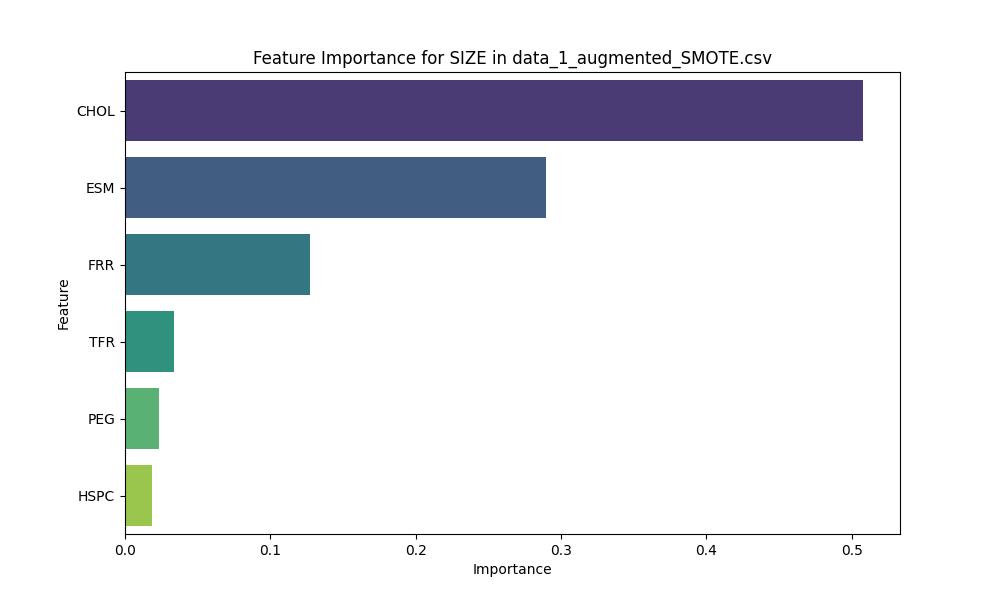 Feature Importance for SIZE in data_1_augmented_SMOTE.csv
CHOL
ESM
FRR
TFR
PEG
HSPC
Feature
0.0 0.1 0.2 0.3 0.4 0.5
Importance